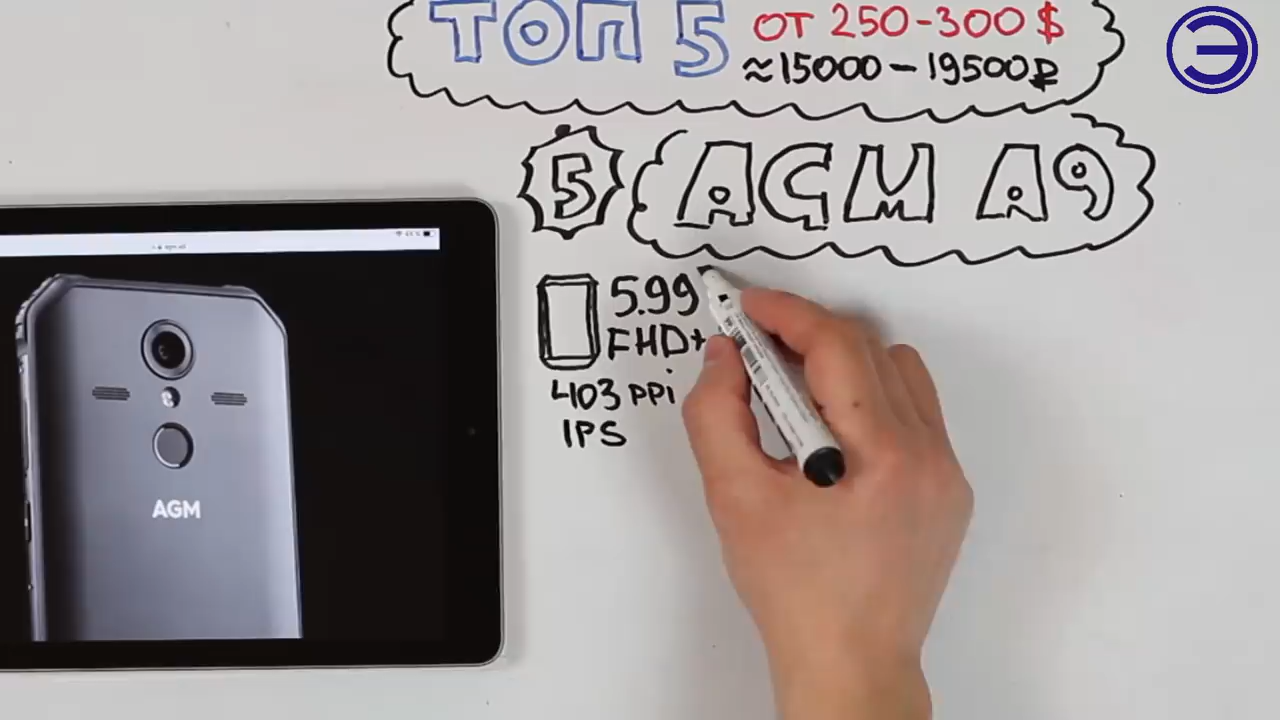 ТОП 5 ОТ 250-300 $
≈15000-19500₽
Э
5 AGM A9
5.99
FHD+
403 ppi
IPS
AGM